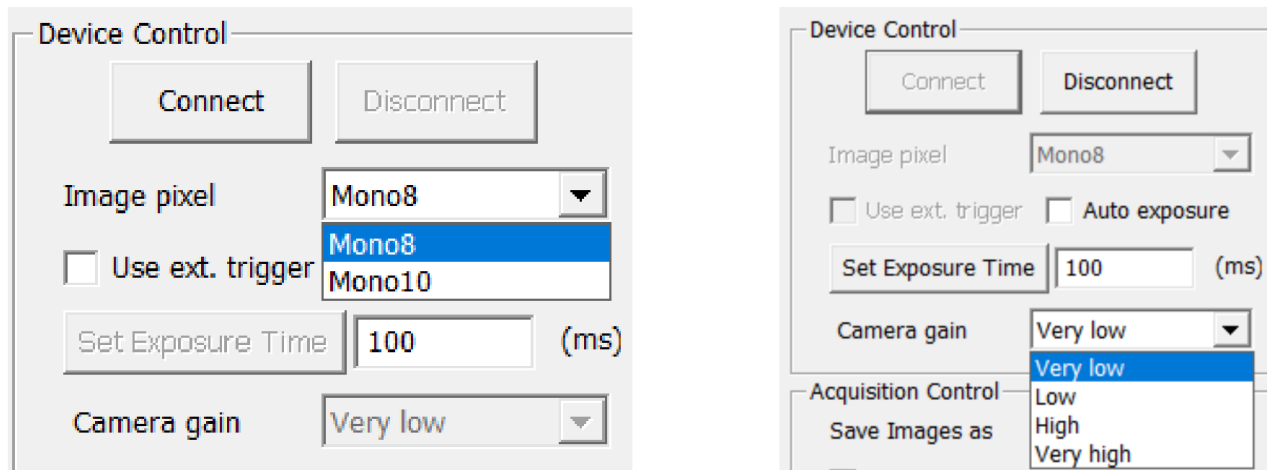 Device Control
Connect Disconnect
Image pixel Mono8
Mono8
Use ext. trigger
Mono10
Set Exposure Time 100 (ms)
Camera gain Very low
Device Control
Connect Disconnect
Image pixel Mono8
Use ext. trigger Auto exposure
Set Exposure Time 100 (ms)
Camera gain Very low
Very low
Acquisition Control
Low
Save Images as
High
Very high